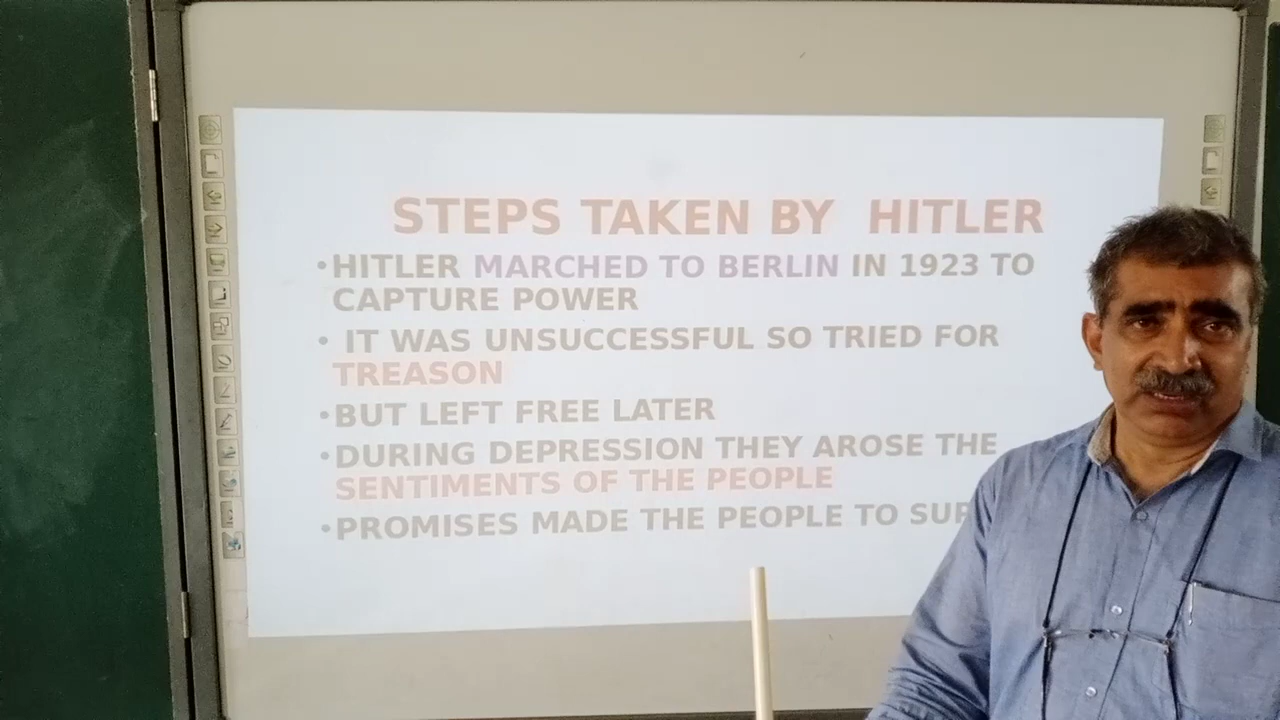 STEPS TAKEN BY HITLER
•HITLER MARCHED TO BERLIN IN 1923 TO
CAPTURE POWER
• IT WAS UNSUCCESSFUL SO TRIED FOR
TREASON
•BUT LEFT FREE LATER
•DURING DEPRESSION THEY AROSE THE
SENTIMENTS OF THE PEOPLE
•PROMISES MADE THE PEOPLE TO